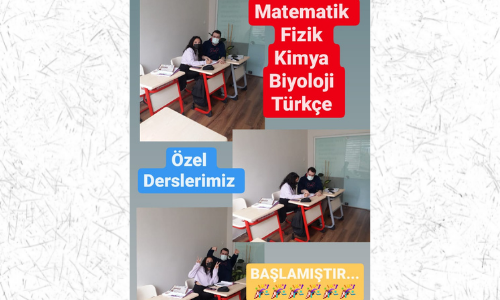 Matematik
Fizik
Kimya
Biyoloji
Türkçe
Özel
Derslerimiz
BAŞLAMIŞTIR...
🎉🎉🎉🎉🎉🎉